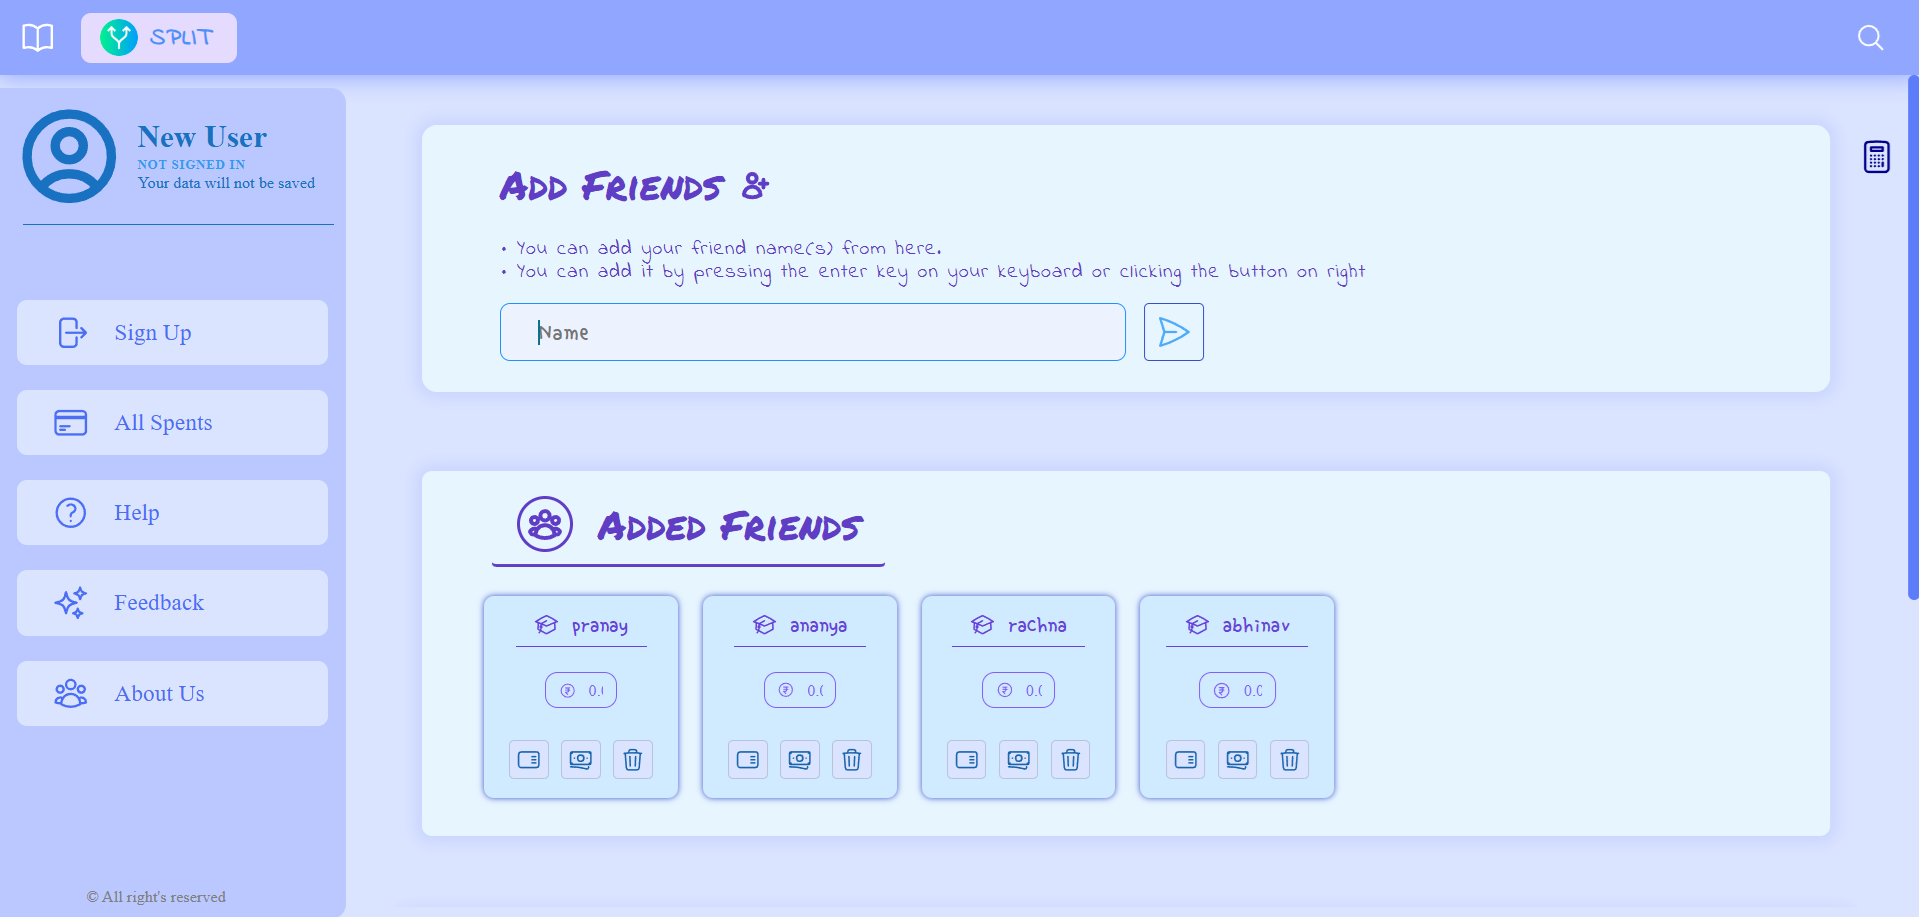 SPLIT
New User
NOT SIGNED IN
Your data will not be saved
Sign Up
All Spents
Help
Feedback
About Us
© All right's reserved
Add Friends
• You can add your friend name(s) from here.
• You can add it by pressing the enter key on your keyboard or clicking the button on right
Name
Added Friends
pranay
ananya
rachna
abhinav
₹ 0.
₹ 0.
₹ 0.
₹ 0.0